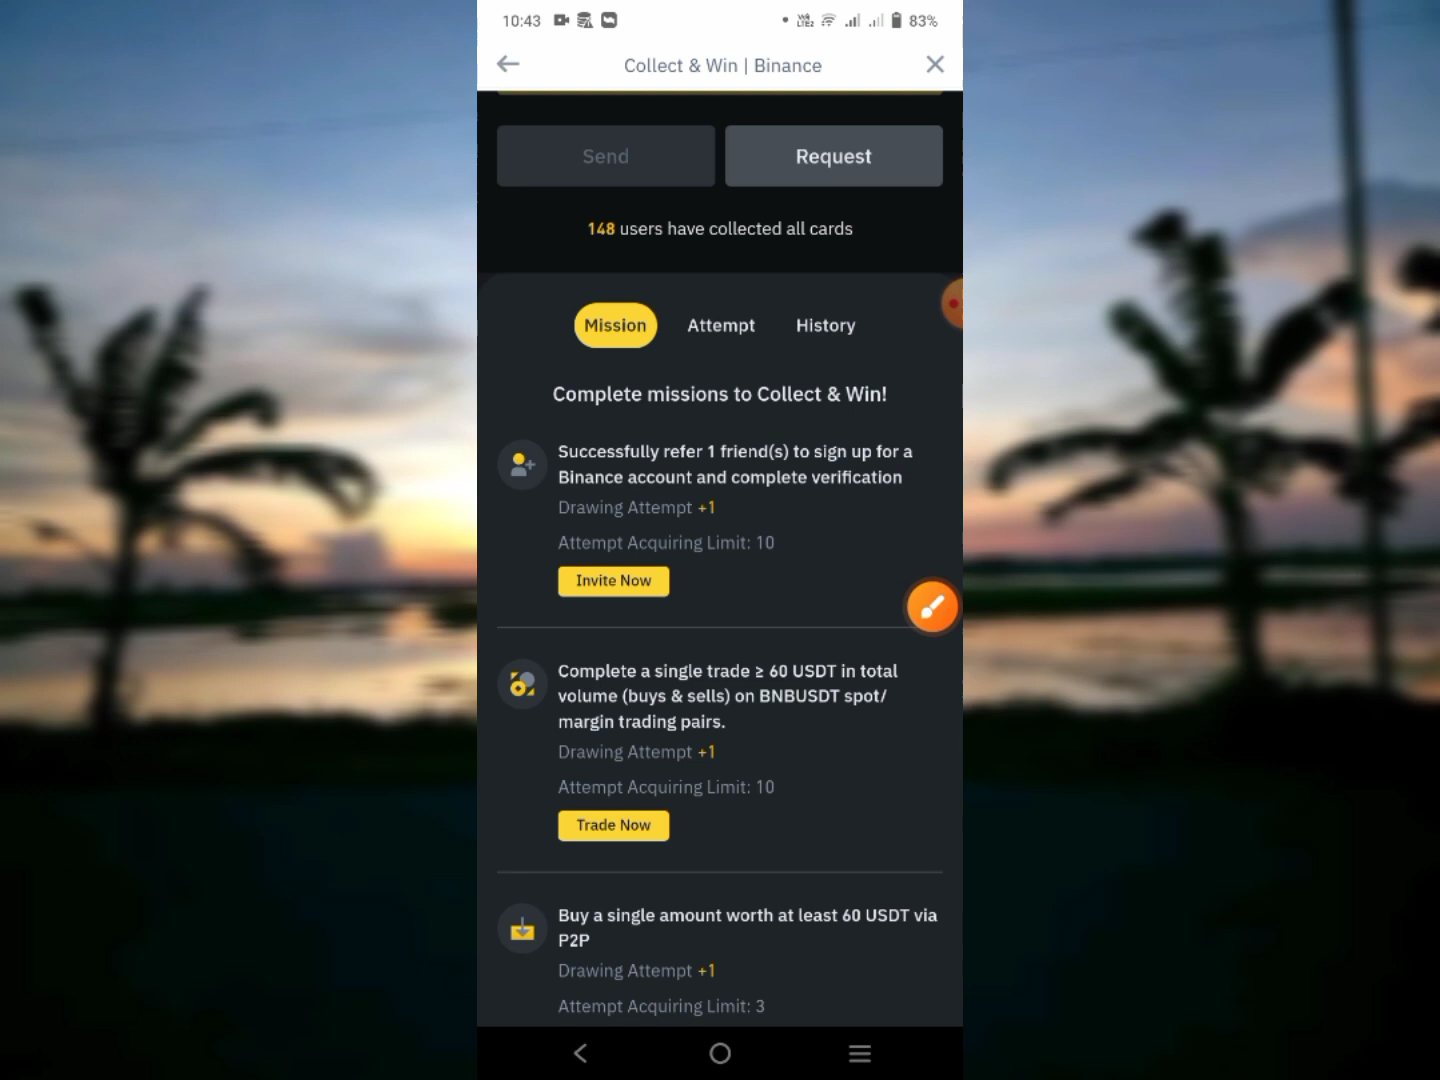 10:43
83%
Collect & Win | Binance
Send
Request
148 users have collected all cards
Mission
Attempt
History
Complete missions to Collect & Win!
Successfully refer 1 friend(s) to sign up for a
Binance account and complete verification
Drawing Attempt +1
Attempt Acquiring Limit: 10
Invite Now
Complete a single trade ≥ 60 USDT in total
volume (buys & sells) on BNBUSDT spot/
margin trading pairs.
Drawing Attempt +1
Attempt Acquiring Limit: 10
Trade Now
Buy a single amount worth at least 60 USDT via
P2P
Drawing Attempt +1
Attempt Acquiring Limit: 3